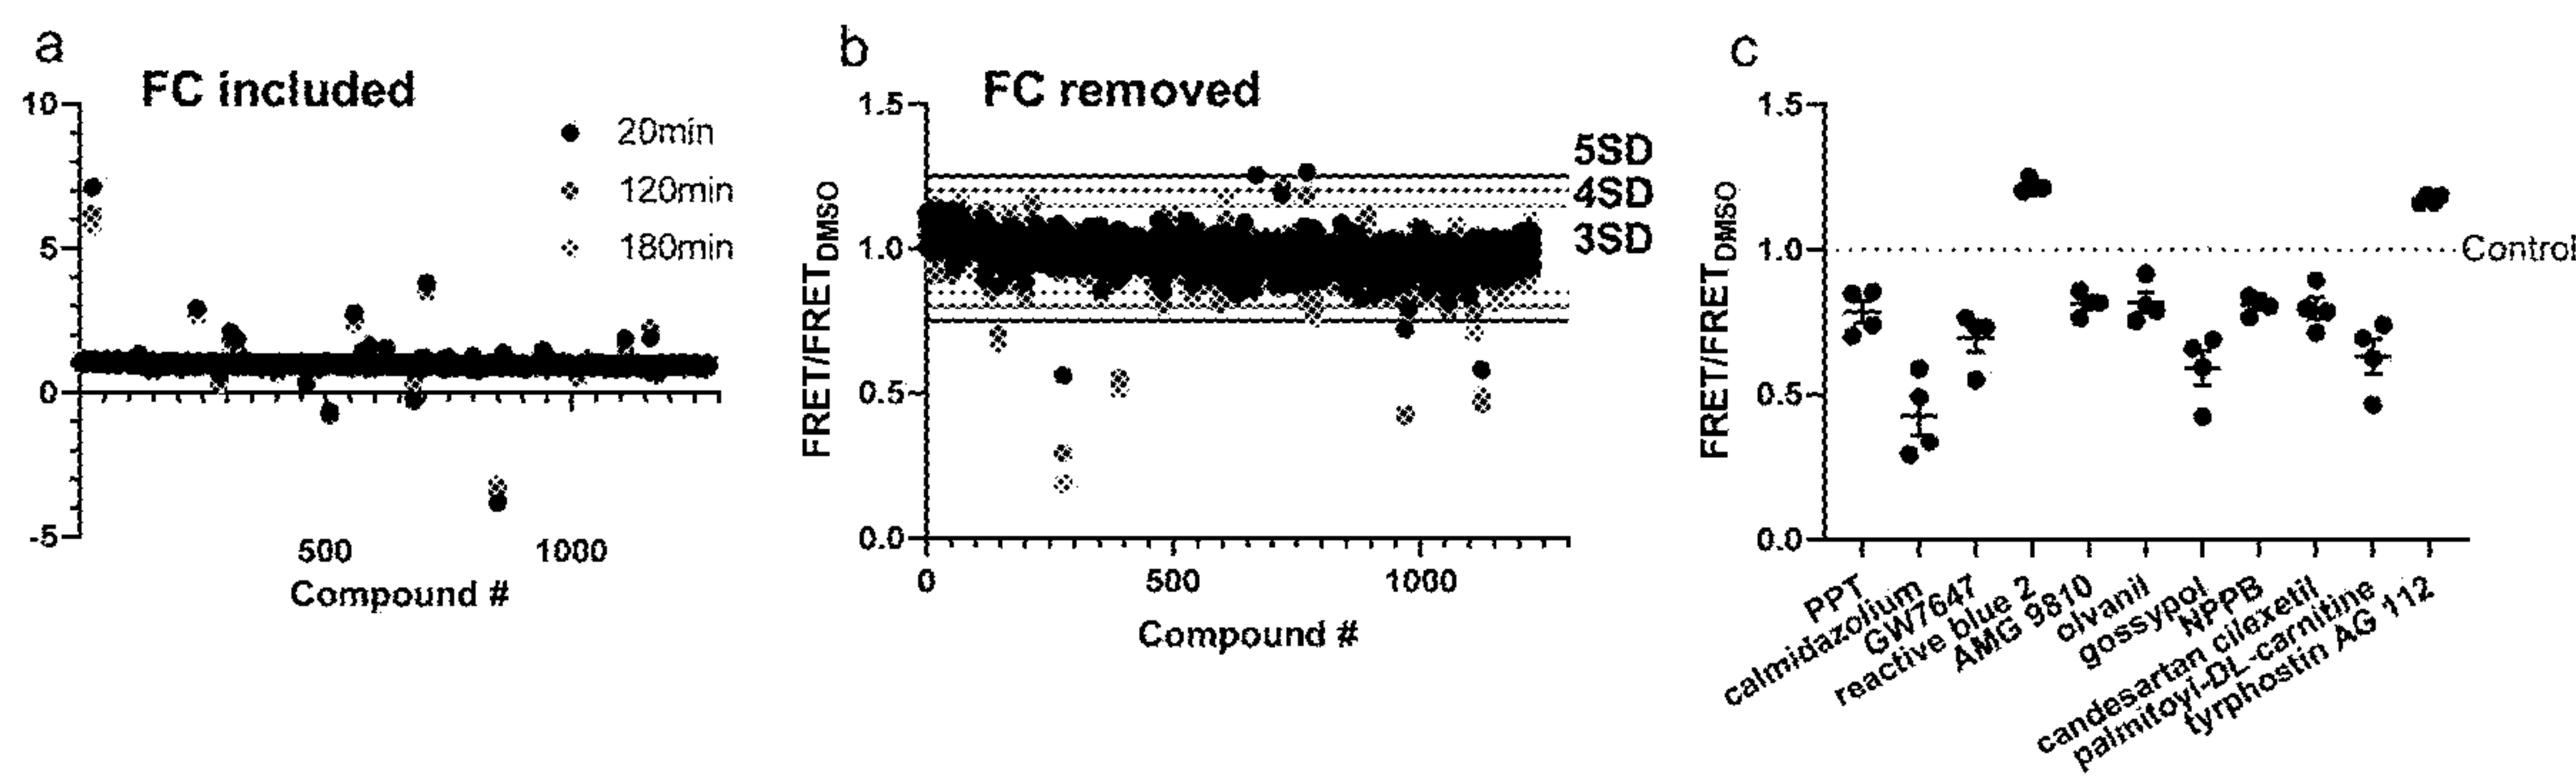 a
FC included
10
5
0
-5
20min
120min
180min
500
1000
Compound #
b
FC removed
FRET/FRETDMSO
1.5
1.0
0.5
0.0
5SD
4SD
3SD
0
500
1000
Compound #
c
FRET/FRETDMSO
1.5
1.0
0.5
0.0
Control
PPT
calmidazolium
GW7647
reactive blue 2
AMG 9810
olvanil
gossypol
NPPB
candesartan cilexetil
palmitoyl-DL-carnitine
tyrphostin AG 112